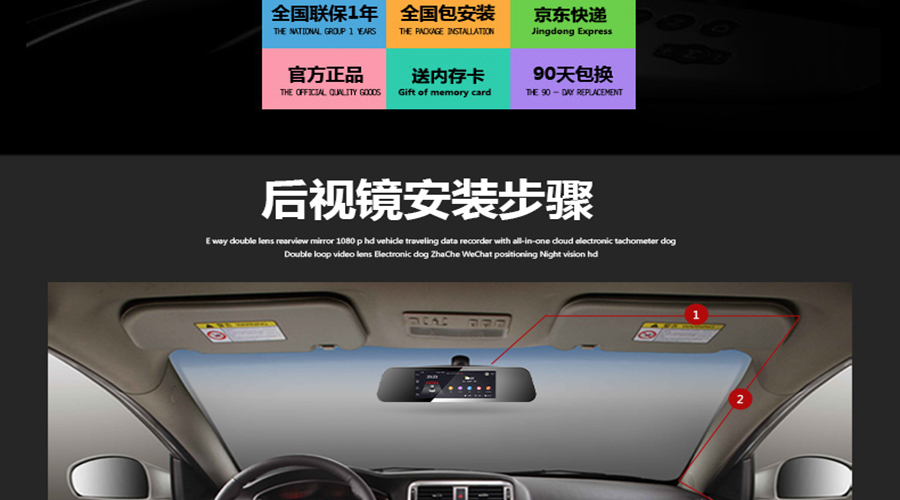 全国联保1年
THE NATIONAL GROUP 1 YEARS
全国包安装
THE PACKAGE INSTALLATION
京东快递
Jingdong Express
官方正品
THE OFFICIAL QUALITY GOODS
送内存卡
Gift of memory card
90天包换
THE 90 - DAY REPLACEMENT
后视镜安装步骤
E way double lens rearview mirror 1080 p hd vehicle traveling data recorder with all-in-one cloud electronic tachometer dog
Double loop video lens Electronic dog ZhaChe WeChat positioning Night vision hd
1
2